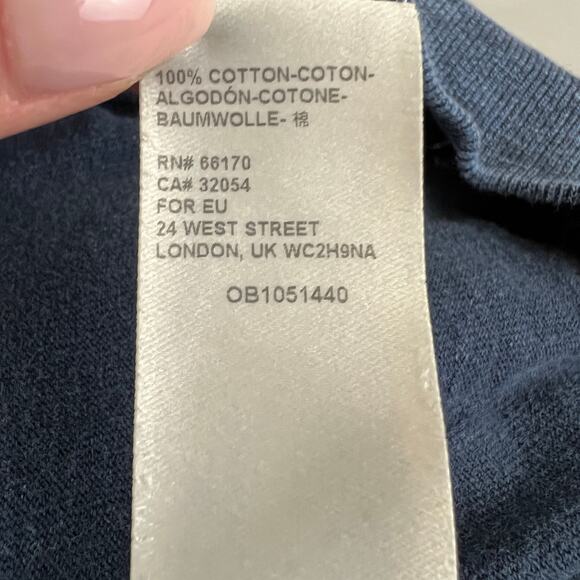 100% COTTON-COTON-
ALGODÓN-COTONE-
BAUMWOLLE- 棉
RN# 66170
CA# 32054
FOR EU
24 WEST STREET
LONDON, UK WC2H9NA
OB1051440